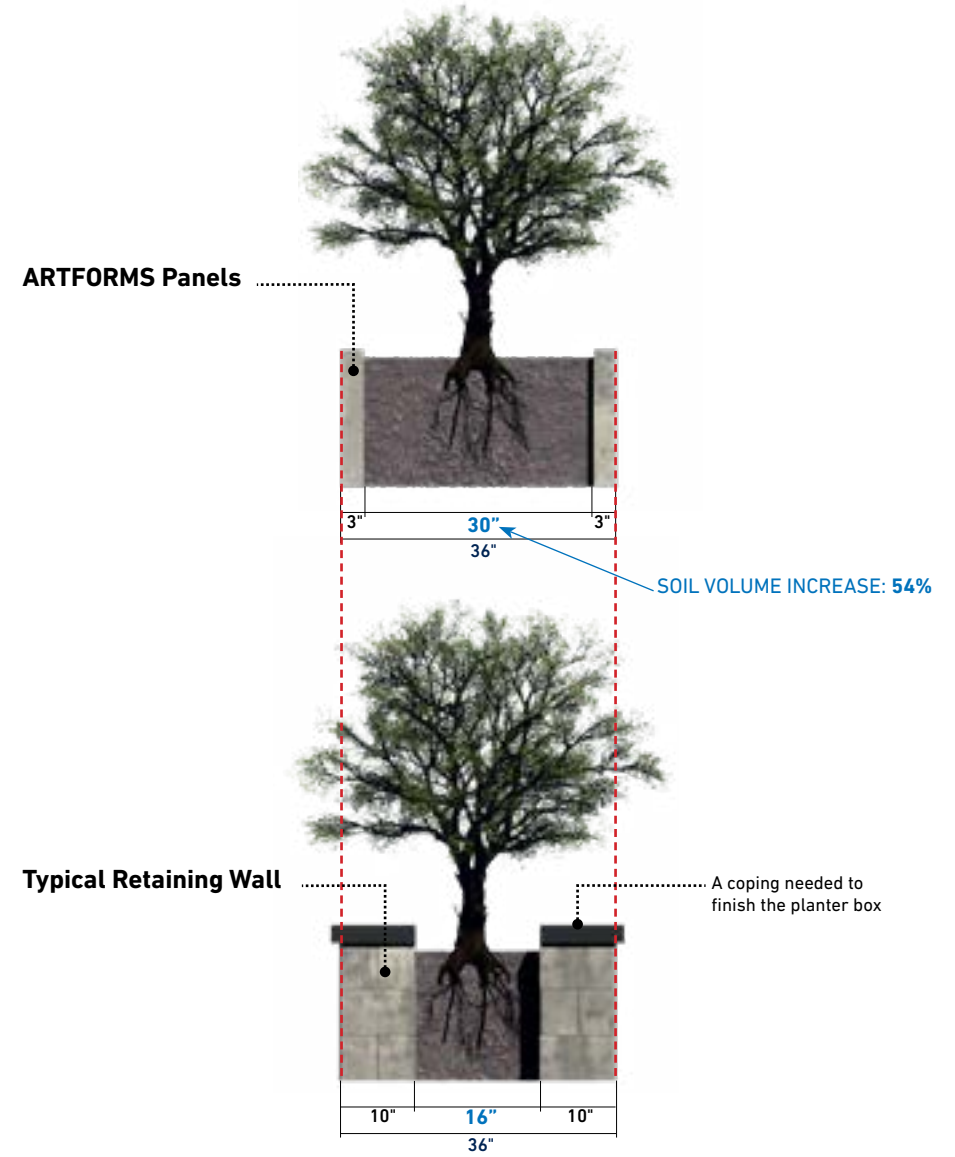 ARTFORMS Panels
3"
30”
3"
36"
SOIL VOLUME INCREASE: 54%
Typical Retaining Wall
A coping needed to
finish the planter box
10"
16”
10"
36"